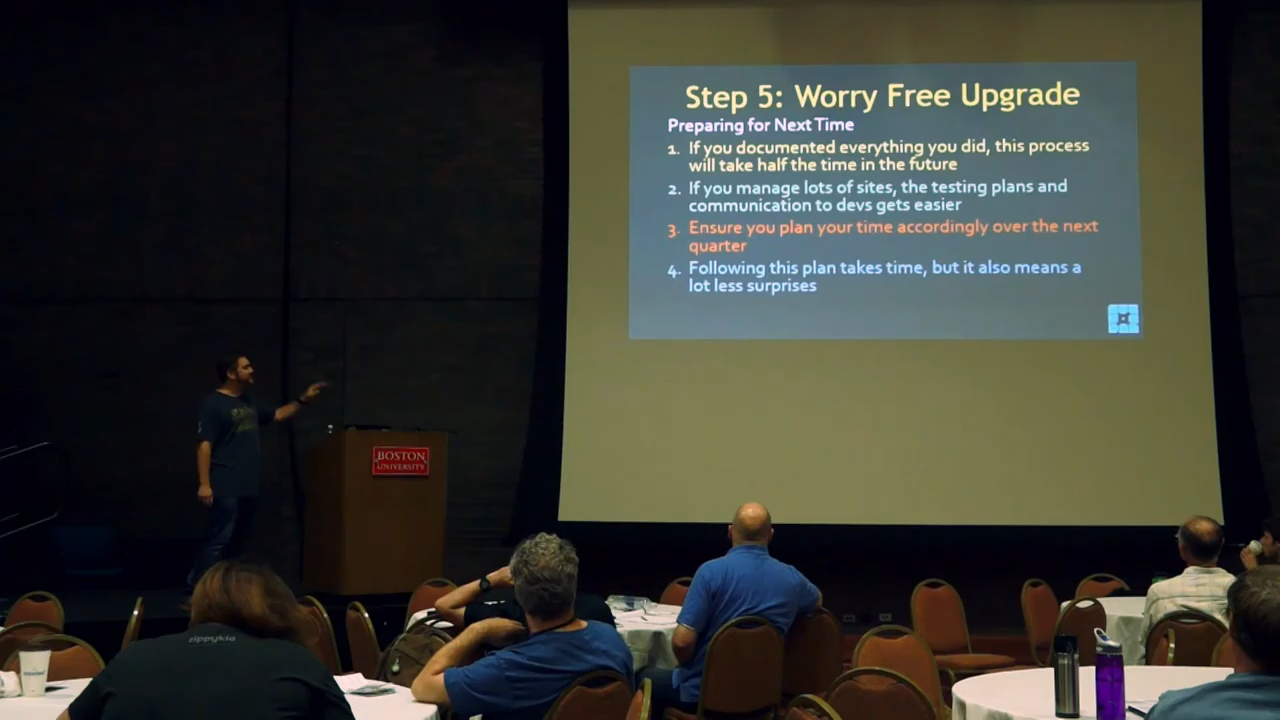 Step 5: Worry Free Upgrade
Preparing for Next Time
1. If you documented everything you did, this process
will take half the time in the future
2. If you manage lots of sites, the testing plans and
communication to devs gets easier
3. Ensure you plan your time accordingly over the next
quarter
4. Following this plan takes time, but it also means a
lot less surprises
BOSTON
UNIVERSITY
zippykid